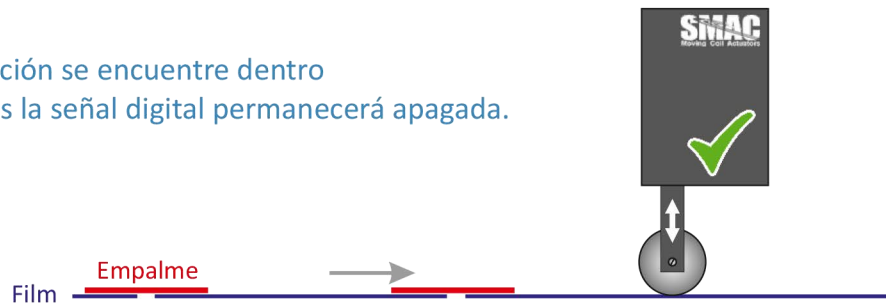 SMAC
Moving Coil Actuators
ción se encuentre dentro
s la señal digital permanecerá apagada.
Empalme
Film